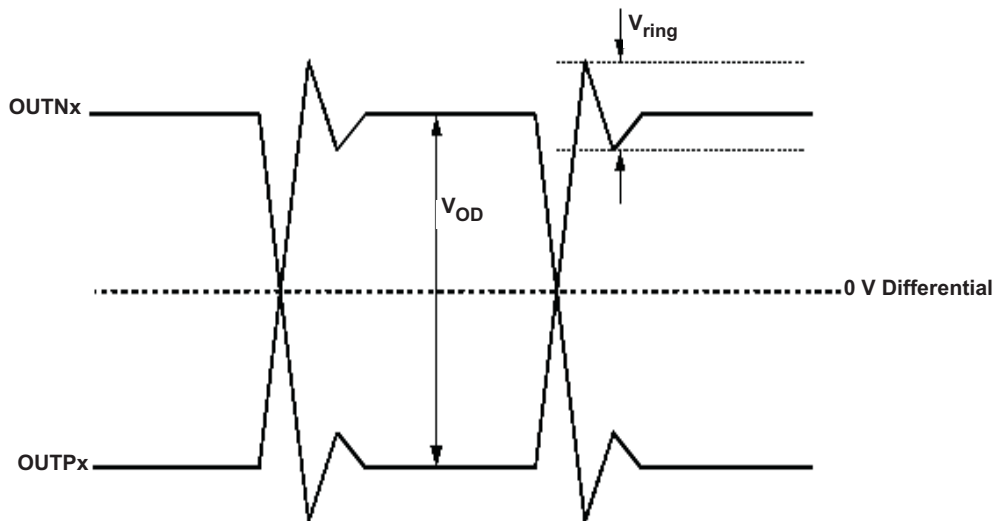 Vring
OUTNx
VOD
0 V Differential
OUTPx